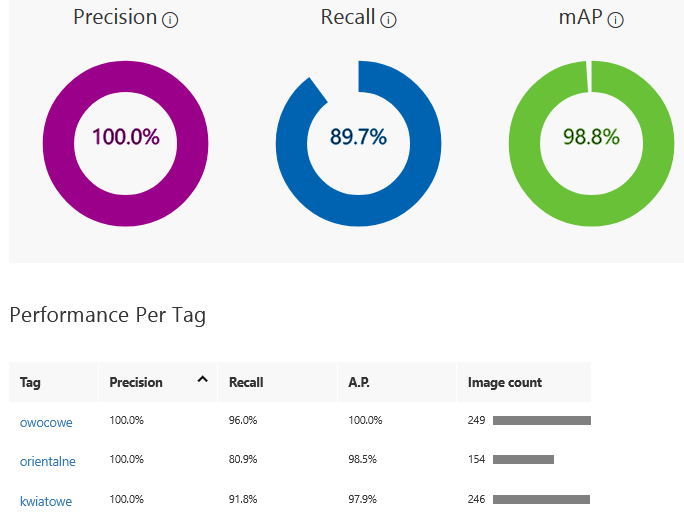 Precision Recall mAP
100.0% 89.7% 98.8%
Performance Per Tag
Tag Precision Recall A.P. Image count
owocowe 100.0% 96.0% 100.0% 249
orientalne 100.0% 80.9% 98.5% 154
kwiatowe 100.0% 91.8% 97.9% 246